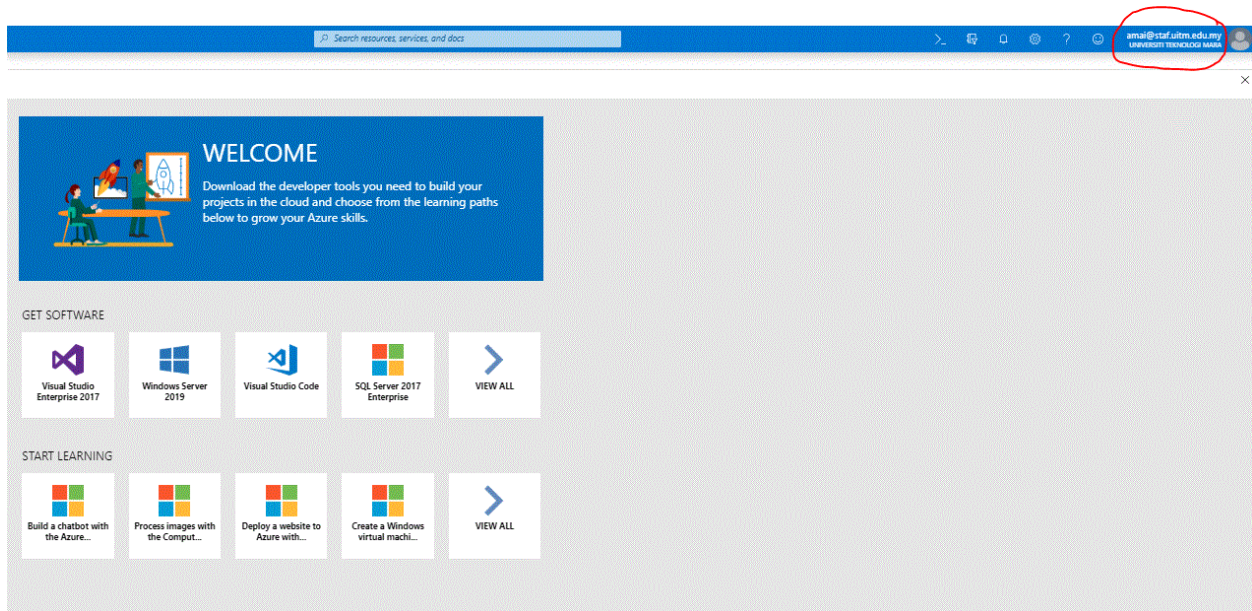 Search resources, services, and docs
amai@staf.uitm.edu.my
UNIVERSITI TEKNOLOGI MARA
WELCOME
Download the developer tools you need to build your
projects in the cloud and choose from the learning paths
below to grow your Azure skills.
GET SOFTWARE
Visual Studio
Enterprise 2017
Windows Server
2019
Visual Studio Code
SQL Server 2017
Enterprise
VIEW ALL
START LEARNING
Build a chatbot with
the Azure...
Process images with
the Comput...
Deploy a website to
Azure with...
Create a Windows
virtual machi...
VIEW ALL